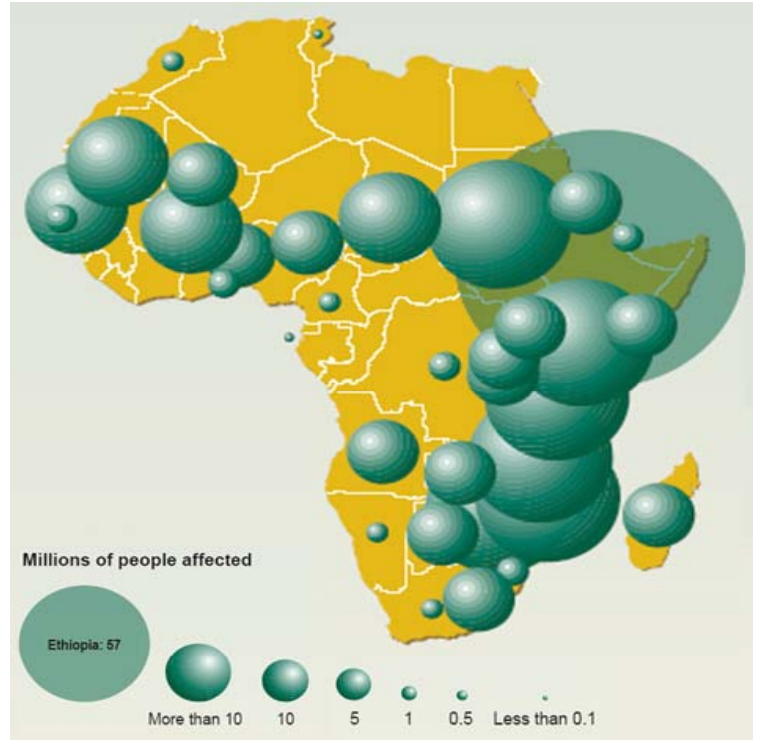 Millions of people affected
Ethiopia: 57
More than 10 10 5 1 0.5 Less than 0.1